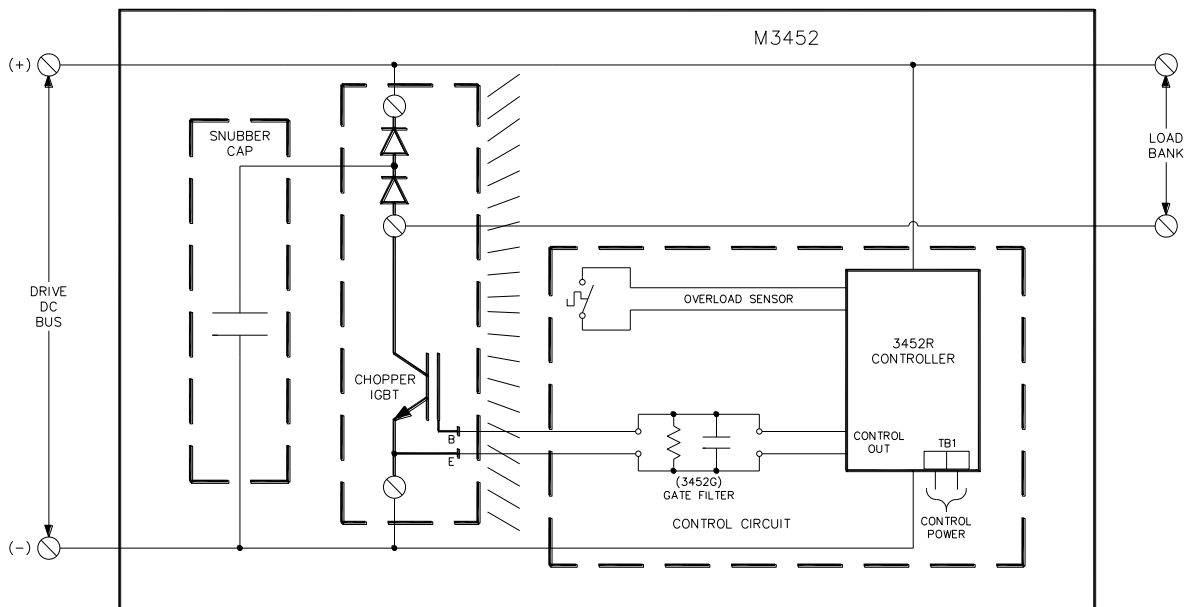 M3452
(+)
SNUBBER
CAP
LOAD
BANK
DRIVE
DC
BUS
OVERLOAD SENSOR
3452R
CONTROLLER
CHOPPER
IGBT
B
E
CONTROL
OUT
TB1
(3452G)
GATE FILTER
CONTROL CIRCUIT
CONTROL
POWER
(-)